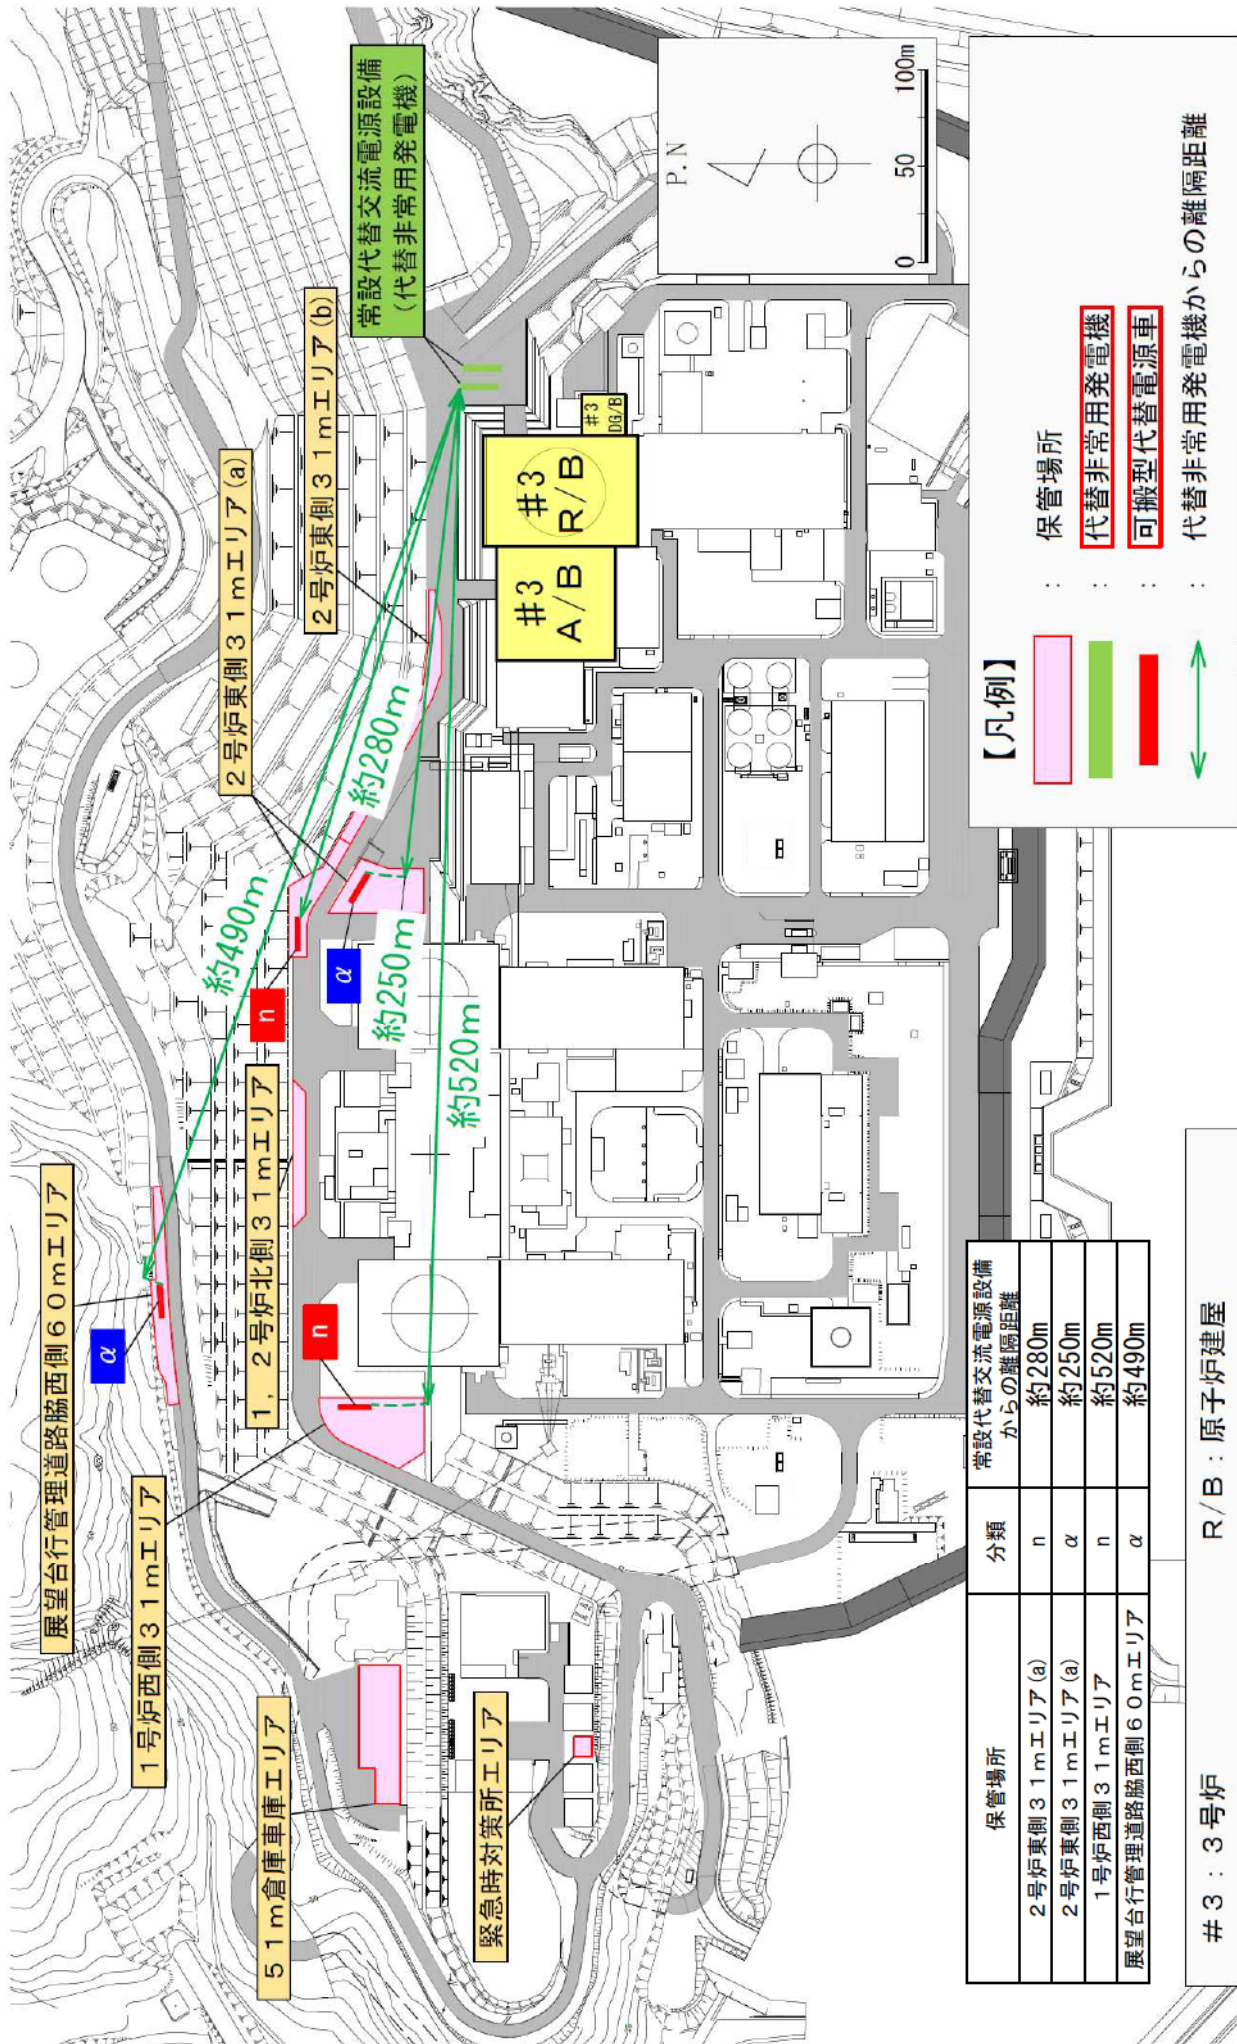 展望台行管理道路脇西側６０ｍエリア
α
約490m
２号炉東側３１ｍエリア(a)
２号炉東側３１ｍエリア(b)
常設代替交流電源設備
(代替非常用発電機)
１号炉西側３１ｍエリア
１，２号炉北側３１ｍエリア
n
α
約280m
約250m
約520m
n
５１ｍ倉庫車庫エリア
緊急時対策所エリア
#3
A/B
#3
R/B
#3
DG/B
P.N
0 50 100m
【凡例】
： 保管場所
： 代替非常用発電機
： 可搬型代替電源車
： 代替非常用発電機からの離隔距離
保管場所 分類 常設代替交流電源設備
からの離隔距離
２号炉東側３１ｍエリア(a) n 約280m
２号炉東側３１ｍエリア(a) α 約250m
１号炉西側３１ｍエリア n 約520m
展望台行管理道路脇西側６０ｍエリア α 約490m
＃３：３号炉 R/B：原子炉建屋